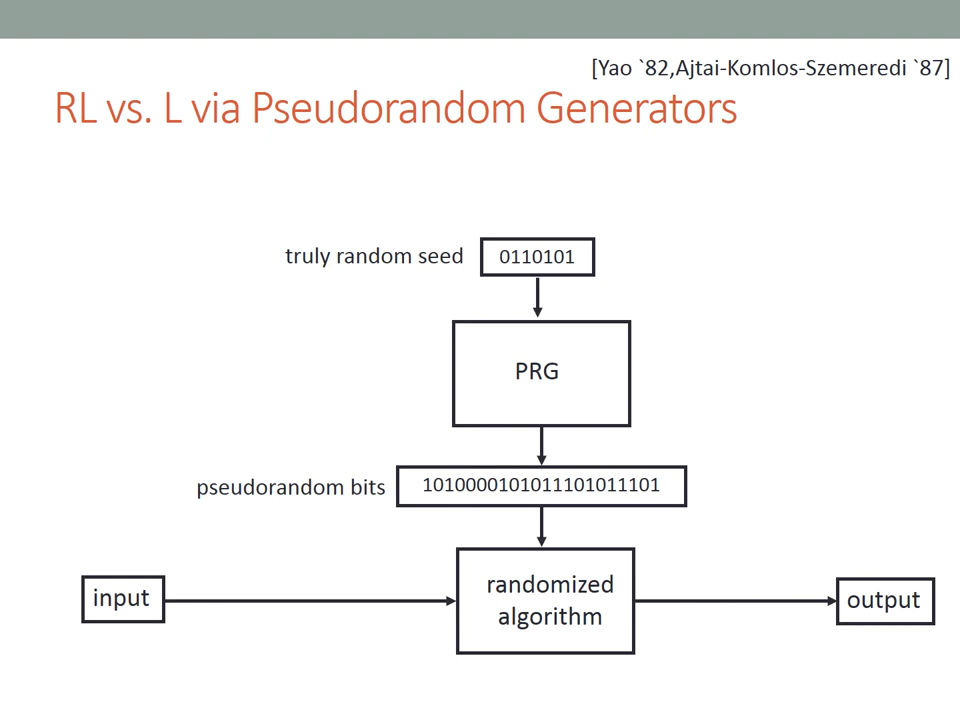 [Yao `82,Ajtai-Komlos-Szemeredi `87]
RL vs. L via Pseudorandom Generators
truly random seed
0110101
PRG
pseudorandom bits
1010000101011101011101
input
randomized
algorithm
output